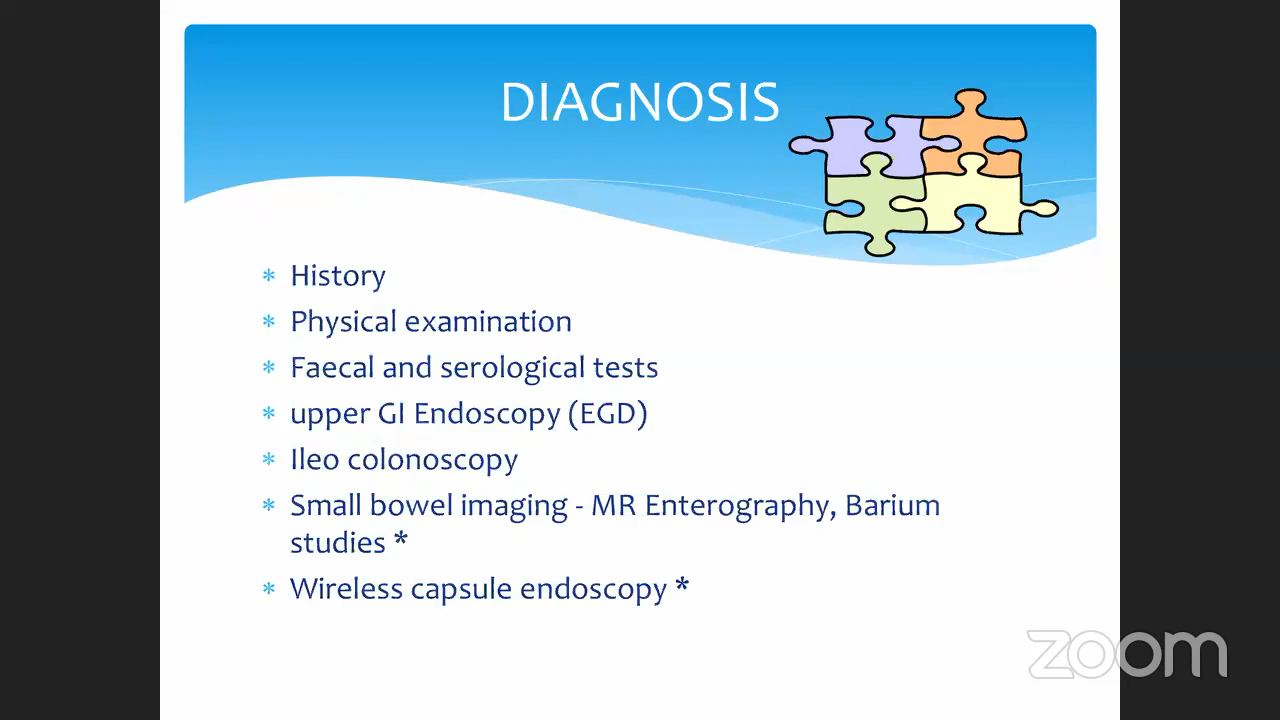 DIAGNOSIS
* History
* Physical examination
* Faecal and serological tests
* upper GI Endoscopy (EGD)
* Ileo colonoscopy
* Small bowel imaging - MR Enterography, Barium
studies *
* Wireless capsule endoscopy *
zoom